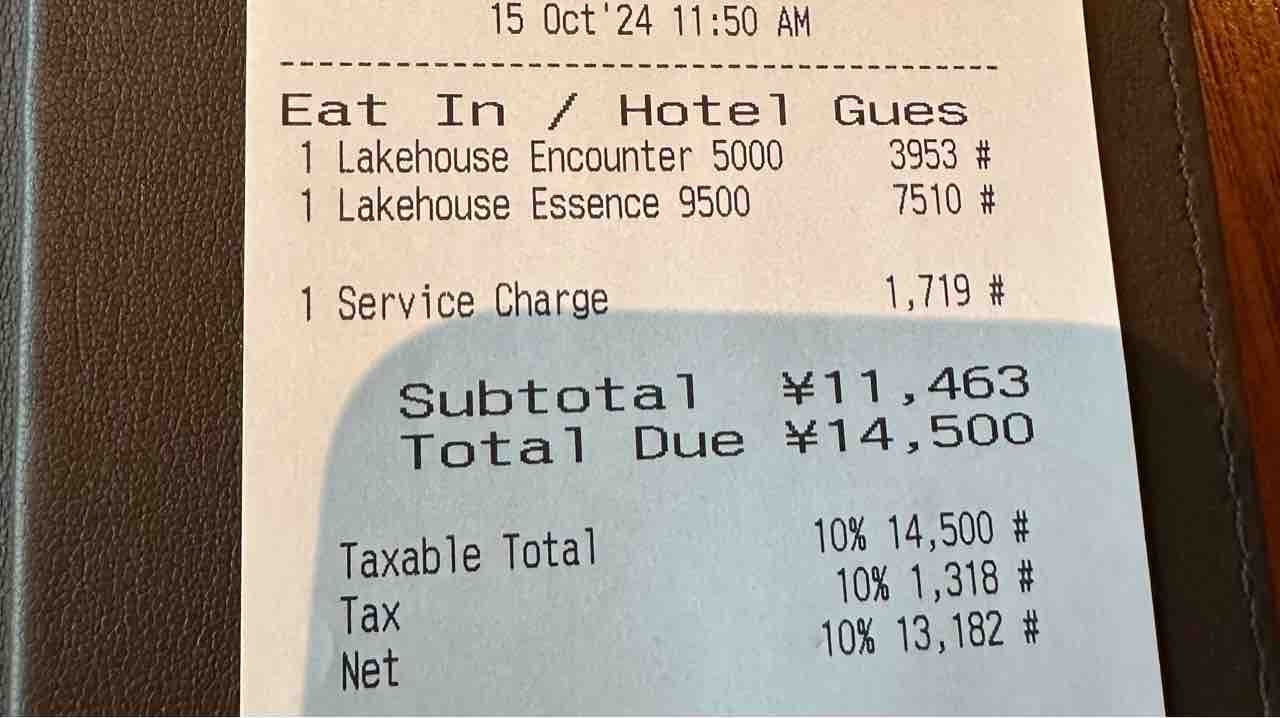 15 Oct'24 11:50 AM
----------------------------------------
Eat In / Hotel Gues
1 Lakehouse Encounter 5000 3953 #
1 Lakehouse Essence 9500 7510 #
1 Service Charge 1,719 #
Subtotal ¥11,463
Total Due ¥14,500
Taxable Total 10% 14,500 #
Tax 10% 1,318 #
Net 10% 13,182 #